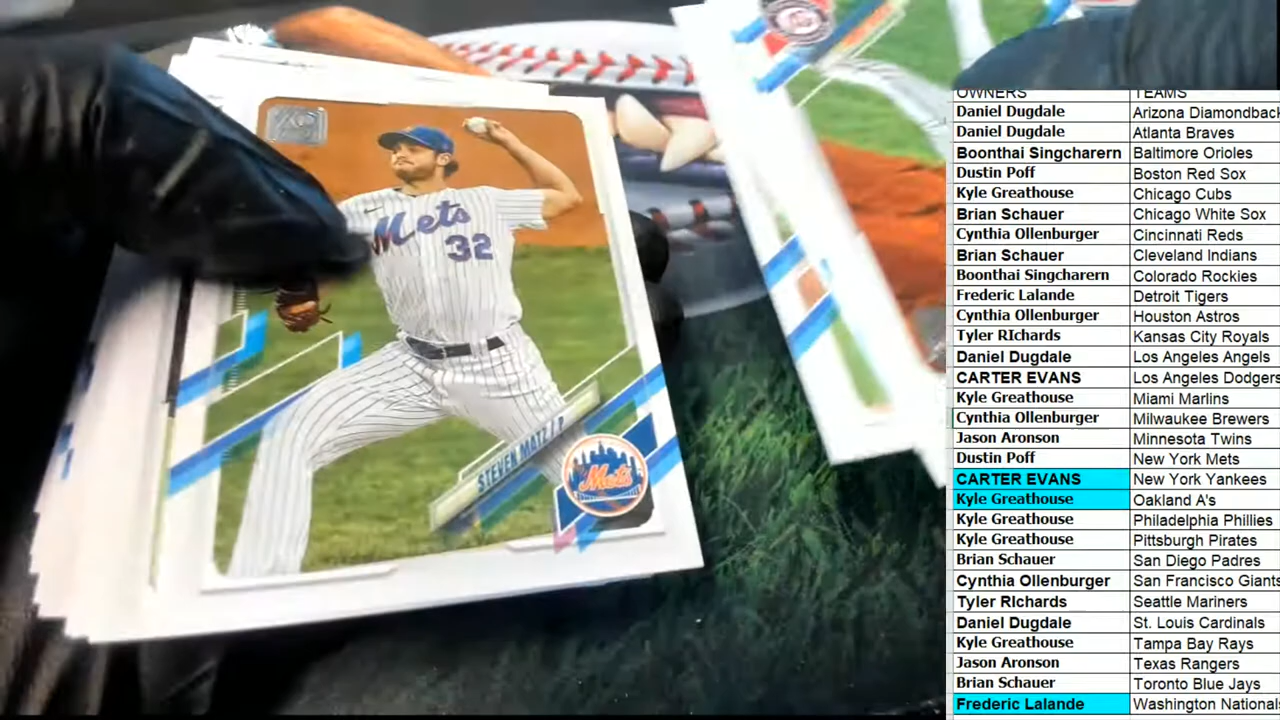 70
Mets
32
STEVEN MATZ / P
Mets
OWNERS TEAMS
Daniel Dugdale Arizona Diamondback
Daniel Dugdale Atlanta Braves
Boonthai Singcharern Baltimore Orioles
Dustin Poff Boston Red Sox
Kyle Greathouse Chicago Cubs
Brian Schauer Chicago White Sox
Cynthia Ollenburger Cincinnati Reds
Brian Schauer Cleveland Indians
Boonthai Singcharern Colorado Rockies
Frederic Lalande Detroit Tigers
Cynthia Ollenburger Houston Astros
Tyler RIchards Kansas City Royals
Daniel Dugdale Los Angeles Angels
CARTER EVANS Los Angeles Dodgers
Kyle Greathouse Miami Marlins
Cynthia Ollenburger Milwaukee Brewers
Jason Aronson Minnesota Twins
Dustin Poff New York Mets
CARTER EVANS New York Yankees
Kyle Greathouse Oakland A's
Kyle Greathouse Philadelphia Phillies
Kyle Greathouse Pittsburgh Pirates
Brian Schauer San Diego Padres
Cynthia Ollenburger San Francisco Giants
Tyler RIchards Seattle Mariners
Daniel Dugdale St. Louis Cardinals
Kyle Greathouse Tampa Bay Rays
Jason Aronson Texas Rangers
Brian Schauer Toronto Blue Jays
Frederic Lalande Washington National